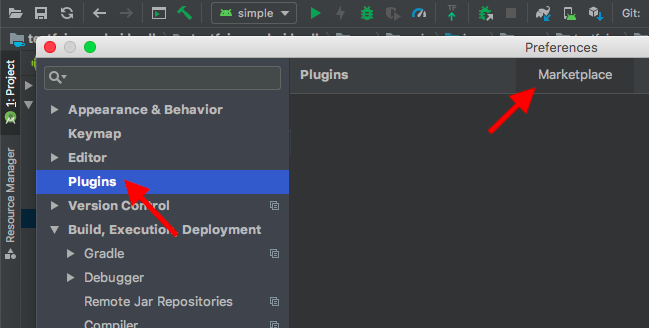 simple
TF
Git:
Preferences
1: Project
Resource Manager
Plugins
Marketplace
Appearance & Behavior
Keymap
Editor
Plugins
Version Control
Build, Execution, Deployment
Gradle
Debugger
Remote Jar Repositories
Compiler